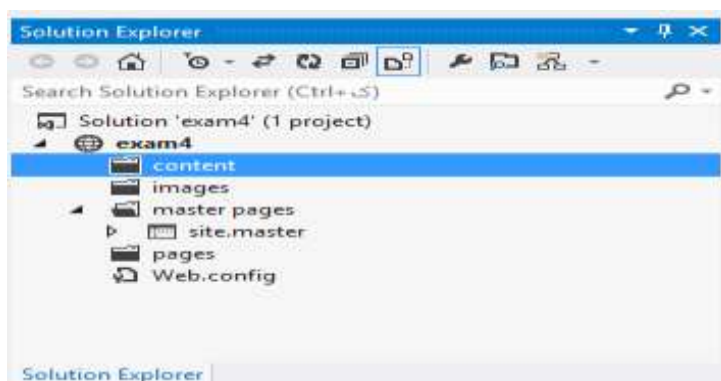 Solution Explorer
Search Solution Explorer (Ctrl+ک)
Solution 'exam4' (1 project)
exam4
content
images
master pages
site.master
pages
Web.config
Solution Explorer